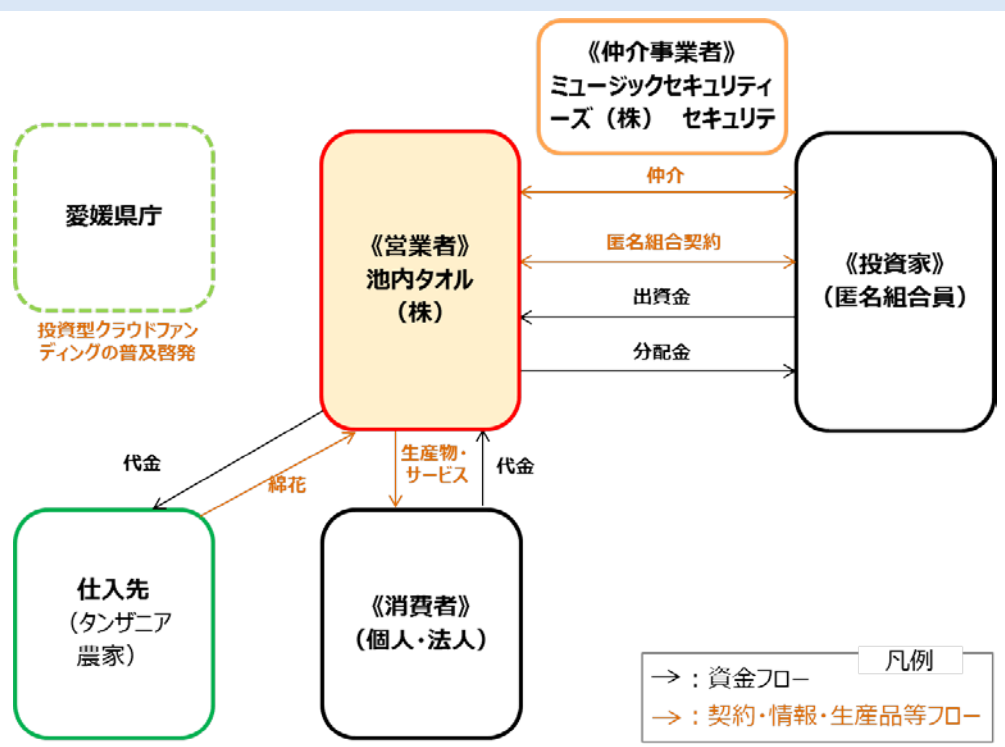 《仲介事業者》
ミュージックセキュリティ
ーズ（株）　セキュリテ
愛媛県庁
投資型クラウドファン
ディングの普及啓発
《営業者》
池内タオル
（株）
仲介
匿名組合契約
出資金
分配金
《投資家》
（匿名組合員）
代金
綿花
生産物・
サービス
代金
仕入先
（タンザニア
農家）
《消費者》
（個人・法人）
凡例
→：資金フロー
→：契約・情報・生産品等フロー